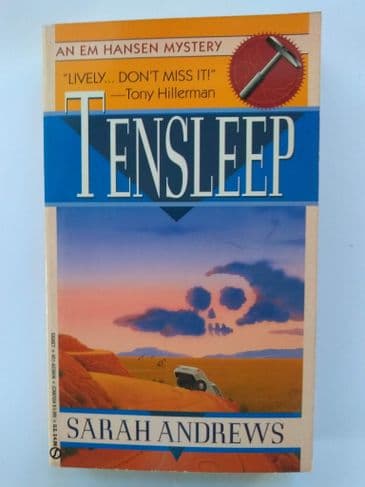 AN EM HANSEN MYSTERY
“LIVELY... DON'T MISS IT!”
—Tony Hillerman
TENSLEEP
SARAH ANDREWS